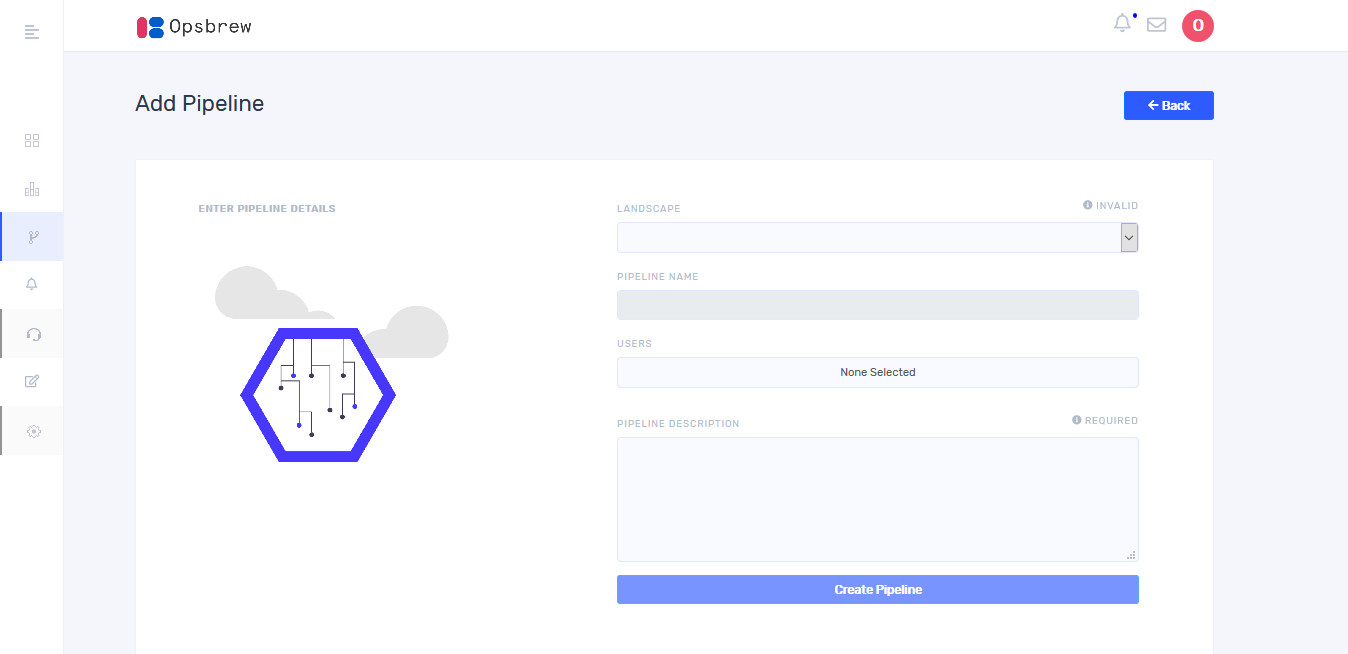 Opsbrew
O
Add Pipeline
Back
ENTER PIPELINE DETAILS
LANDSCAPE
INVALID
PIPELINE NAME
USERS
None Selected
PIPELINE DESCRIPTION
REQUIRED
Create Pipeline